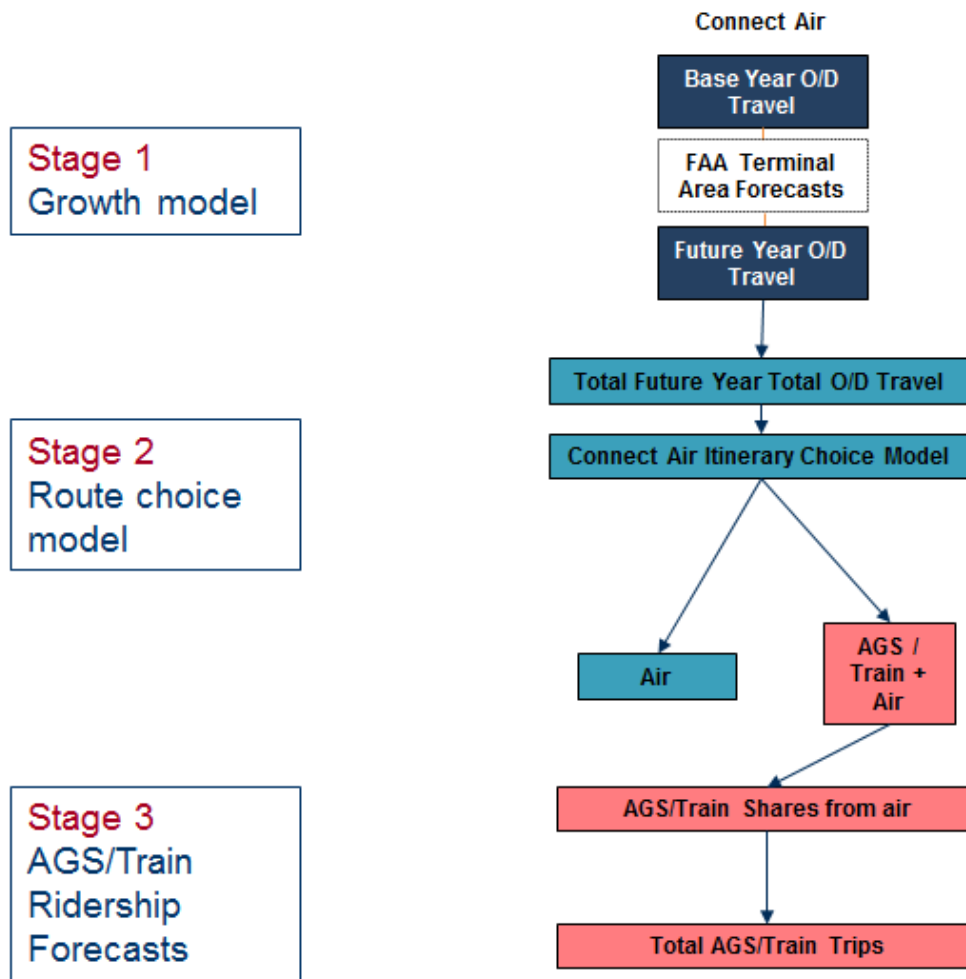 Connect Air
Base Year O/D
Travel
Stage 1
Growth model
FAA Terminal
Area Forecasts
Future Year O/D
Travel
Total Future Year Total O/D Travel
Stage 2
Route choice
model
Connect Air Itinerary Choice Model
Air
AGS /
Train +
Air
Stage 3
AGS/Train
Ridership
Forecasts
AGS/Train Shares from air
Total AGS/Train Trips